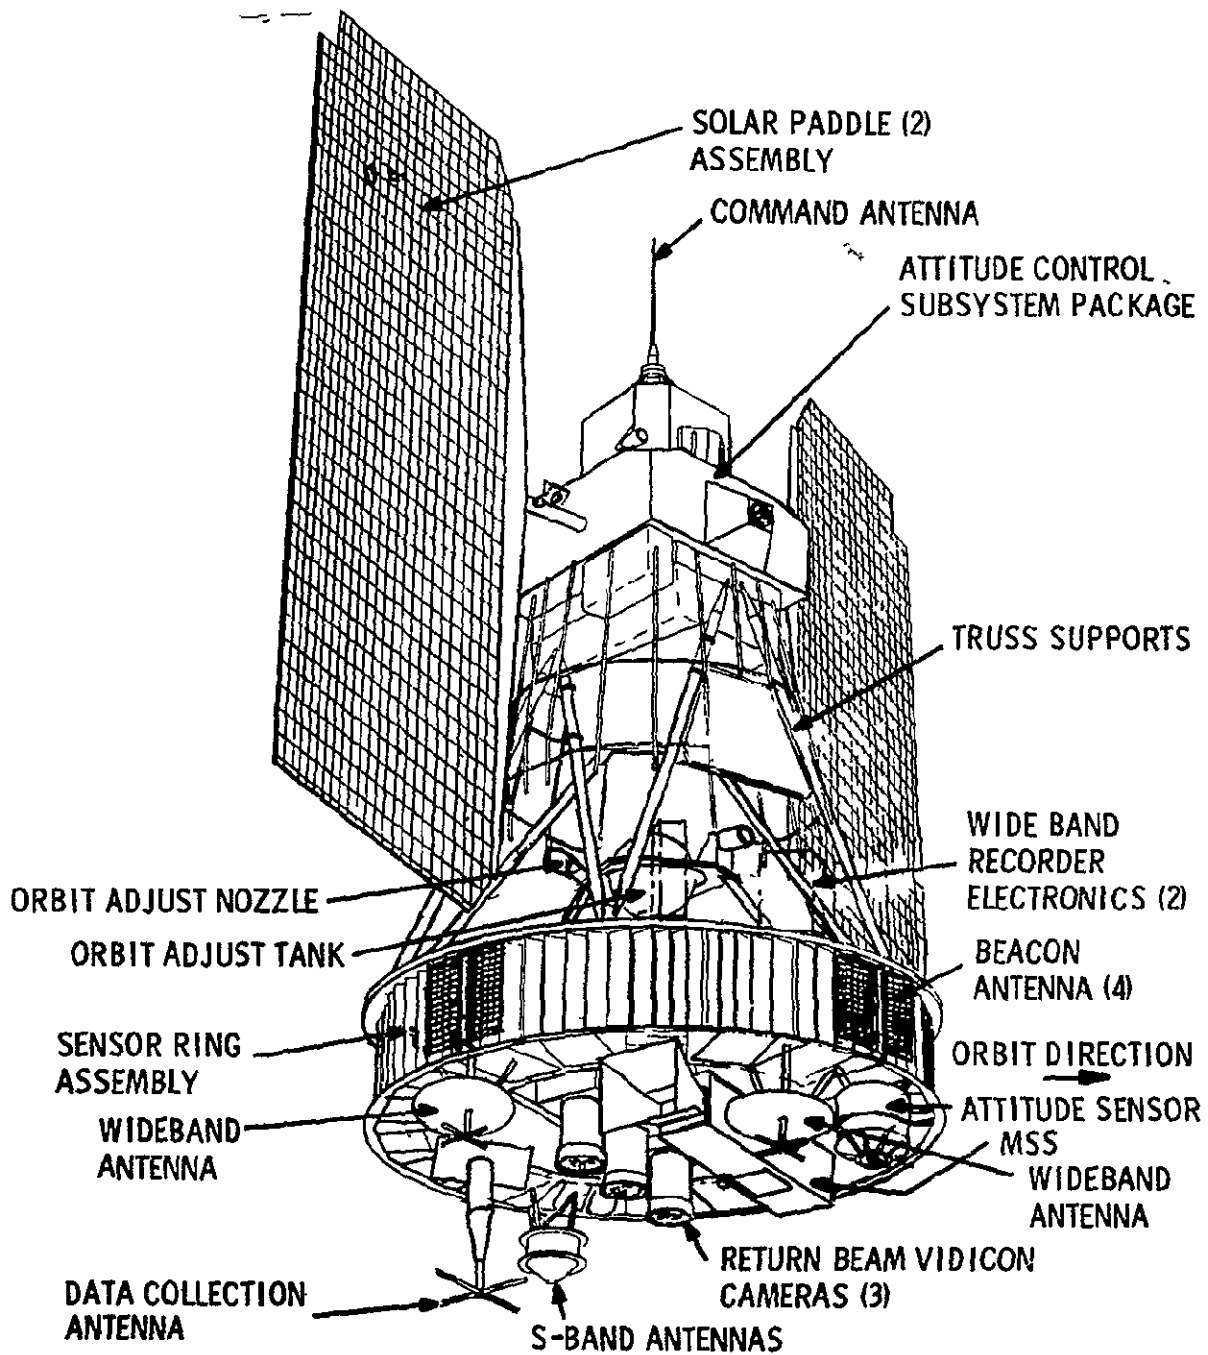 SOLAR PADDLE (2)
ASSEMBLY
COMMAND ANTENNA
ATTITUDE CONTROL
SUBSYSTEM PACKAGE
TRUSS SUPPORTS
WIDE BAND
RECORDER
ELECTRONICS (2)
ORBIT ADJUST NOZZLE
ORBIT ADJUST TANK
BEACON
ANTENNA (4)
SENSOR RING
ASSEMBLY
ORBIT DIRECTION
ATTITUDE SENSOR
MSS
WIDEBAND
ANTENNA
WIDEBAND
ANTENNA
RETURN BEAM VIDICON
CAMERAS (3)
DATA COLLECTION
ANTENNA
S-BAND ANTENNAS